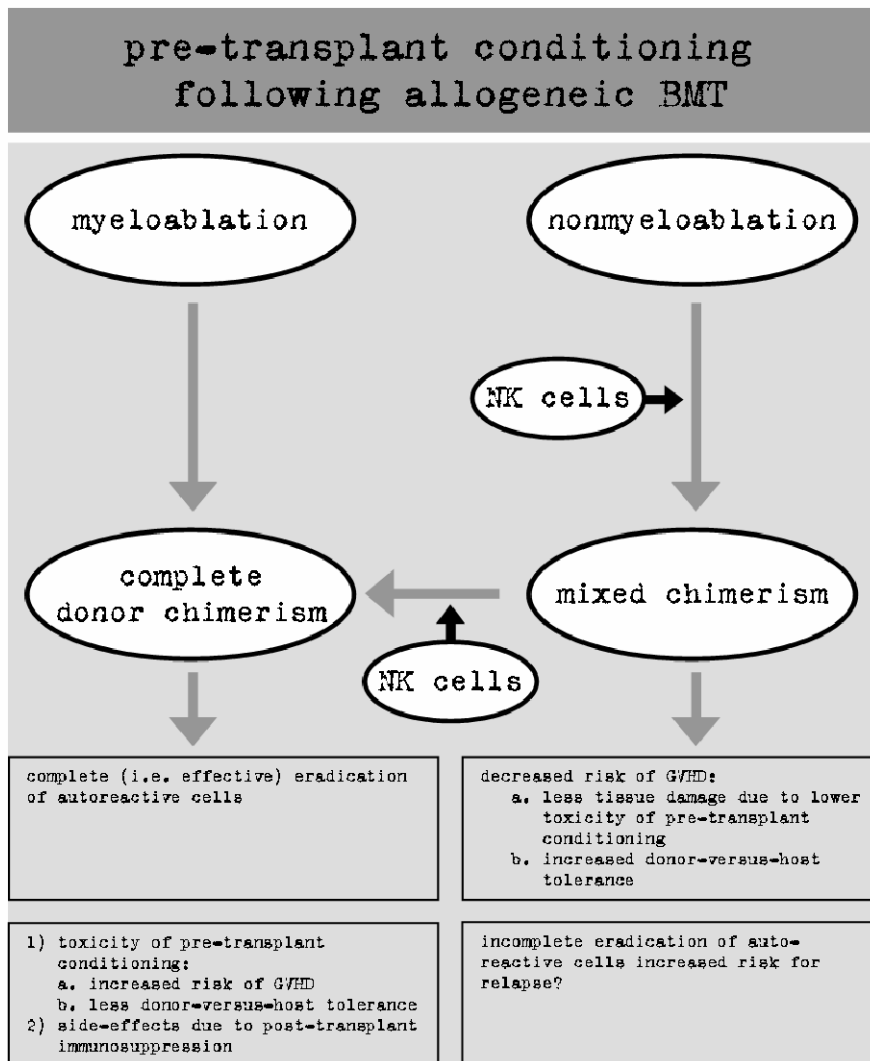 pre-transplant conditioning
following allogeneic BMT
myeloablation
nonmyeloablation
NK cells
complete
donor chimerism
mixed chimerism
NK cells
complete (i.e. effective) eradication
of autoreactive cells
decreased risk of GVHD:
a. less tissue damage due to lower
toxicity of pre-transplant
conditioning
b. increased donor-versus-host
tolerance
1) toxicity of pre-transplant
conditioning:
a. increased risk of GVHD
b. less donor-versus-host tolerance
2) side-effects due to post-transplant
immunosuppression
incomplete eradication of auto-
reactive cells increased risk for
relapse?